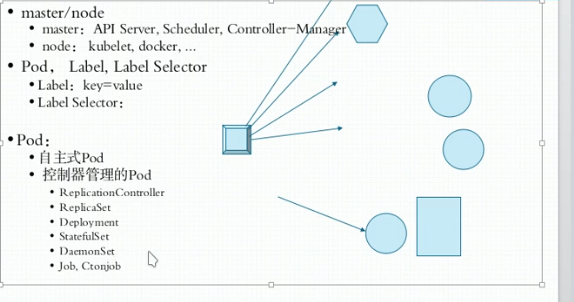 master/node
master：API Server, Scheduler, Controller-Manager
node： kubelet, docker, ...
Pod， Label, Label Selector
Label：key=value
Label Selector：
Pod：
自主式Pod
控制器管理的Pod
ReplicationController
ReplicaSet
Deployment
StatefulSet
DaemonSet
Job, Ctonjob